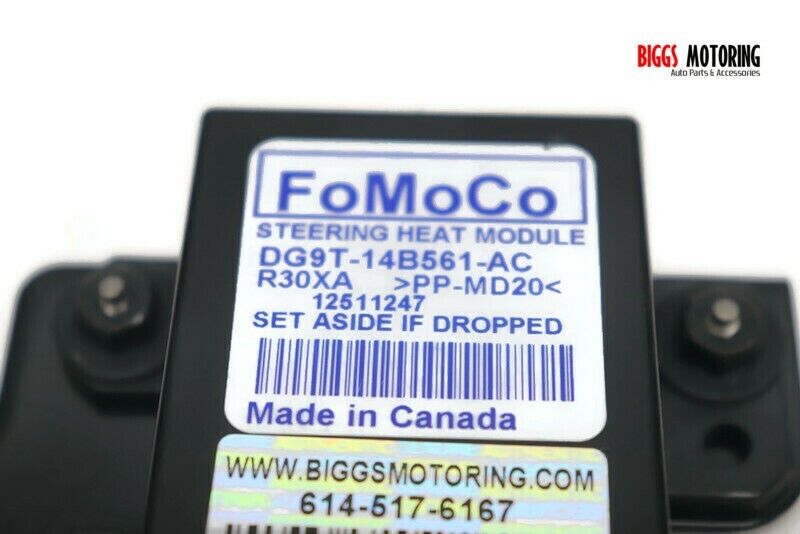 BIGGS MOTORING
Auto Parts & Accessories
FoMoCo
STEERING HEAT MODULE
DG9T-14B561-AC
R30XA >PP-MD20<
12511247
SET ASIDE IF DROPPED
Made in Canada
WWW.BIGGSMOTORING.COM
614-517-6167